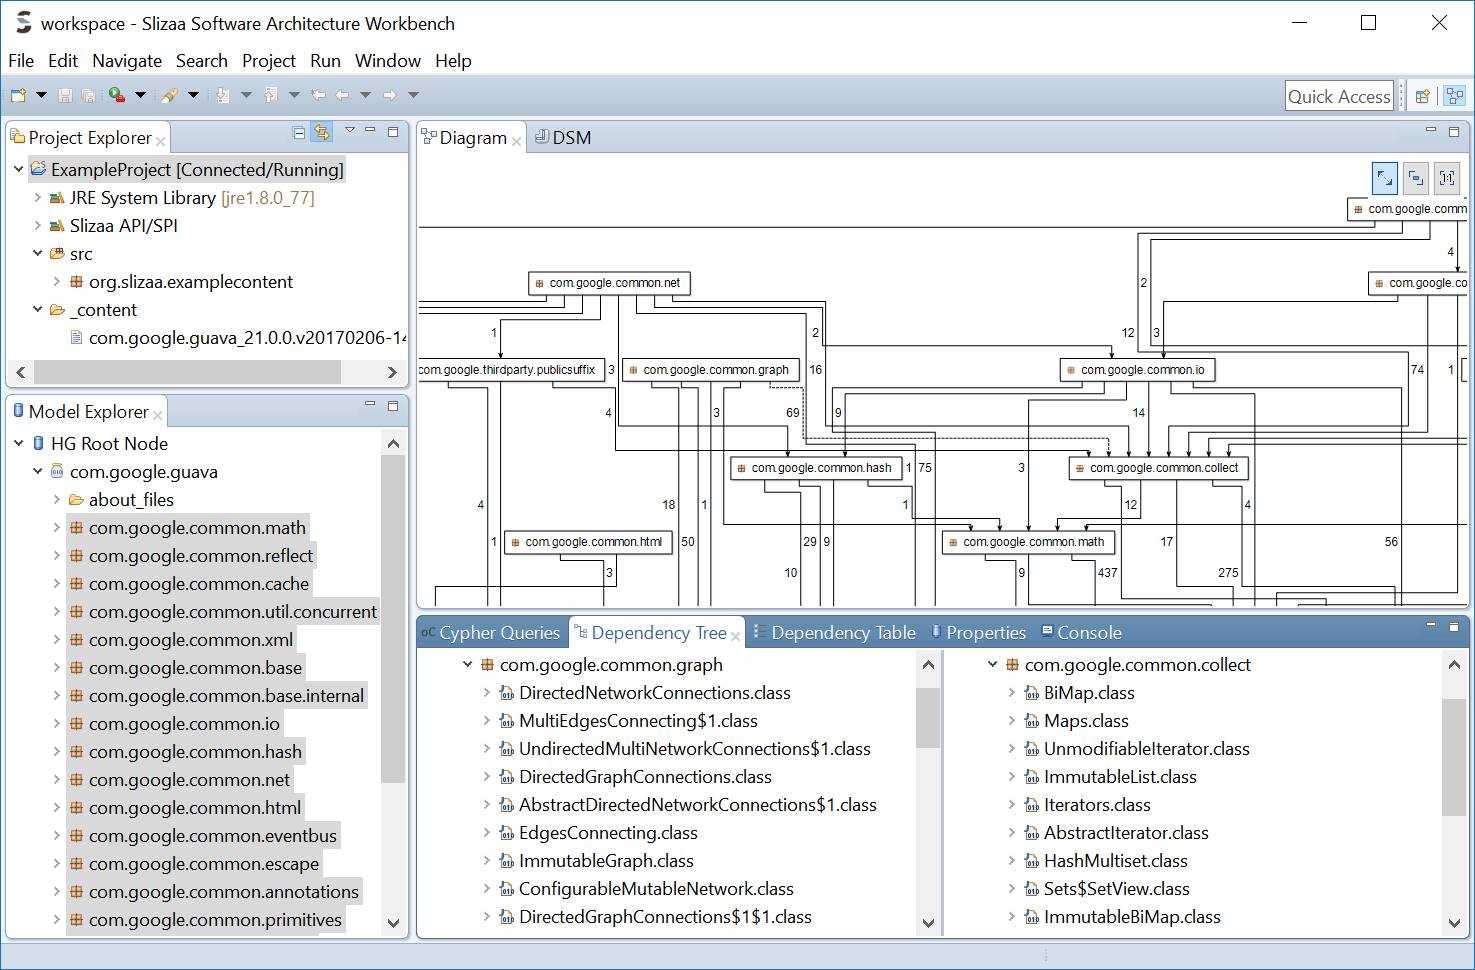 workspace - Slizaa Software Architecture Workbench
File Edit Navigate Search Project Run Window Help
Quick Access
Project Explorer
ExampleProject [Connected/Running]
JRE System Library [jre1.8.0_77]
Slizaa API/SPI
src
org.slizaa.examplecontent
_content
com.google.guava_21.0.0.v20170206-14
Model Explorer
HG Root Node
com.google.guava
about_files
com.google.common.math
com.google.common.reflect
com.google.common.cache
com.google.common.util.concurrent
com.google.common.xml
com.google.common.base
com.google.common.base.internal
com.google.common.io
com.google.common.hash
com.google.common.net
com.google.common.html
com.google.common.eventbus
com.google.common.escape
com.google.common.annotations
com.google.common.primitives
Diagram DSM
com.google.comm
4
com.google.common.net 2 com.google.co
1 2 12 3
com.google.thirdparty.publicsuffix 3 com.google.common.graph 16 com.google.common.io 74 1
4 3 69 9 14
com.google.common.hash 1 75 3 com.google.common.collect
4 18 1 1 12 4
1 com.google.common.html 50 29 9 com.google.common.math 17 56
3 10 9 437 275
Cypher Queries Dependency Tree Dependency Table Properties Console
com.google.common.graph
DirectedNetworkConnections.class
MultiEdgesConnecting$1.class
UndirectedMultiNetworkConnections$1.class
DirectedGraphConnections.class
AbstractDirectedNetworkConnections$1.class
EdgesConnecting.class
ImmutableGraph.class
ConfigurableMutableNetwork.class
DirectedGraphConnections$1$1.class
com.google.common.collect
BiMap.class
Maps.class
UnmodifiableIterator.class
ImmutableList.class
Iterators.class
AbstractIterator.class
HashMultiset.class
Sets$SetView.class
ImmutableBiMap.class